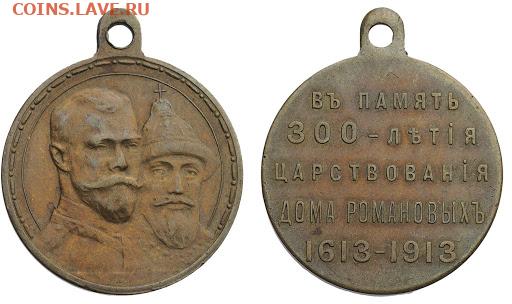 COINS.LAVE.RU
ВЪ ПАМЯТЬ
300-ЛѢТІЯ
ЦАРСТВОВАНІЯ
ДОМА РОМАНОВЫХЪ
1613-1913